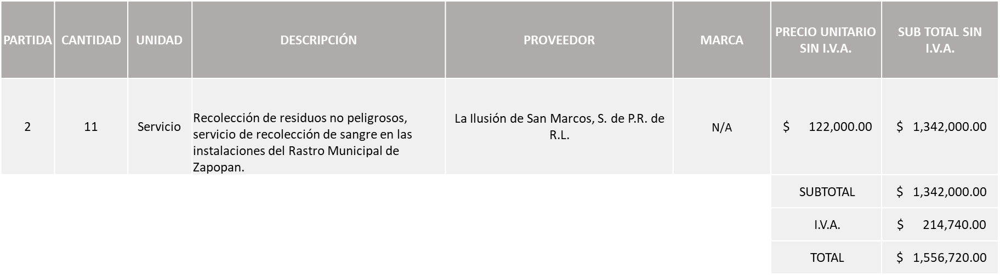 PARTIDA CANTIDAD UNIDAD DESCRIPCIÓN PROVEEDOR MARCA PRECIO UNITARIO SIN I.V.A. SUB TOTAL SIN I.V.A.
2 11 Servicio
Recolección de residuos no peligrosos,
servicio de recolección de sangre en las
instalaciones del Rastro Municipal de
Zapopan.
La Ilusión de San Marcos, S. de P.R. de
R.L.
N/A $ 122,000.00 $ 1,342,000.00
SUBTOTAL $ 1,342,000.00
I.V.A. $ 214,740.00
TOTAL $ 1,556,720.00